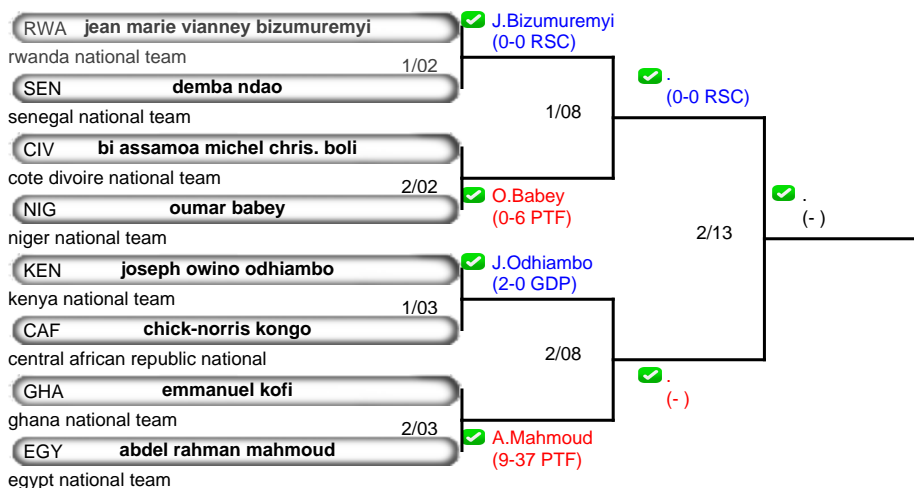 RWA jean marie vianney bizumuremyi
rwanda national team
1/02
SEN demba ndao
senegal national team
J.Bizumuremyi
(0-0 RSC)
1/08
.
(0-0 RSC)
CIV bi assamoa michel chris. boli
cote divoire national team
2/02
NIG oumar babey
niger national team
O.Babey
(0-6 PTF)
2/13
.
(- )
KEN joseph owino odhiambo
kenya national team
1/03
CAF chick-norris kongo
central african republic national
J.Odhiambo
(2-0 GDP)
2/08
.
(- )
GHA emmanuel kofi
ghana national team
2/03
EGY abdel rahman mahmoud
egypt national team
A.Mahmoud
(9-37 PTF)